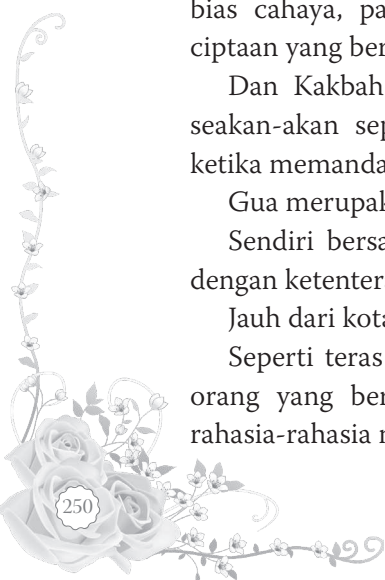 bias cahaya, pa
ciptaan yang ber
Dan Kakbah
seakan-akan sep
ketika memanda
Gua merupak
Sendiri bersa
dengan ketenter
Jauh dari kota
Seperti teras
orang yang ber
rahasia-rahasia
250